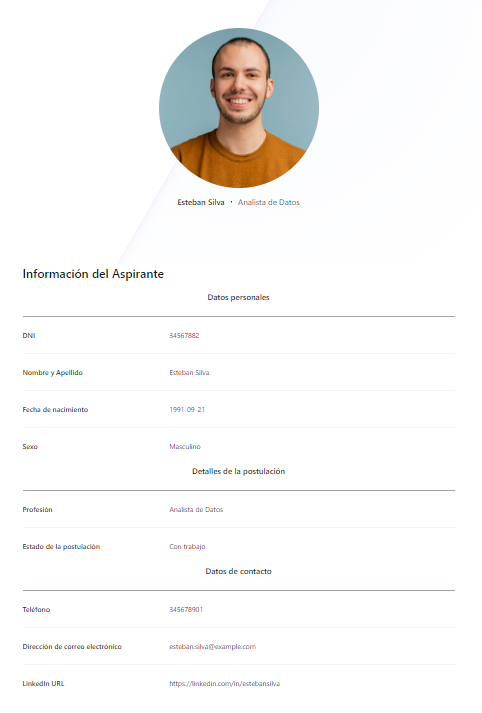 Esteban Silva · Analista de Datos
Información del Aspirante
Datos personales
DNI 34567882
Nombre y Apellido Esteban Silva
Fecha de nacimiento 1991-09-21
Sexo Masculino
Detalles de la postulación
Profesión Analista de Datos
Estado de la postulación Con trabajo
Datos de contacto
Teléfono 345678901
Dirección de correo electrónico esteban.silva@example.com
LinkedIn URL https://linkedin.com/in/estebansilva